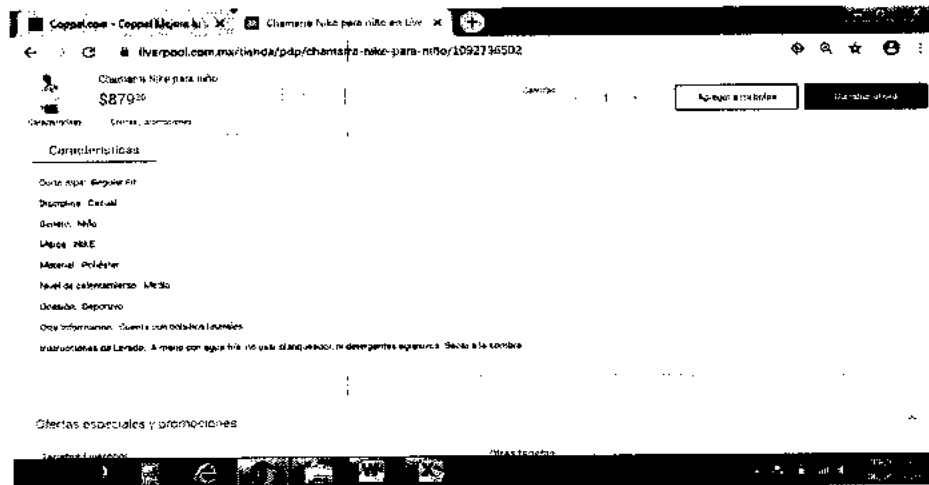 Coppel.com - Coppel Mejora tu
Chamarra Nike para niño en Live
liverpool.com.mx/tienda/pdp/chamarra-nike-para-niño/1092736502
Chamarra Nike para niño
$879
Cantidad
1
Agregar a mi bolsa
Comprar ahora
Características
Características
Corte ropa: Regular Fit
Disciplina: Casual
Género: Niño
Marca: NIKE
Material: Poliéster
Nivel de calentamiento: Medio
Ocasión: Deportivo
Otra información: Cuenta con bolsillos laterales
Instrucciones de Lavado: A mano con agua fría, no usar blanqueador, ni detergentes agresivos. Secar a la sombra
Ofertas especiales y promociones
Otras tarjetas